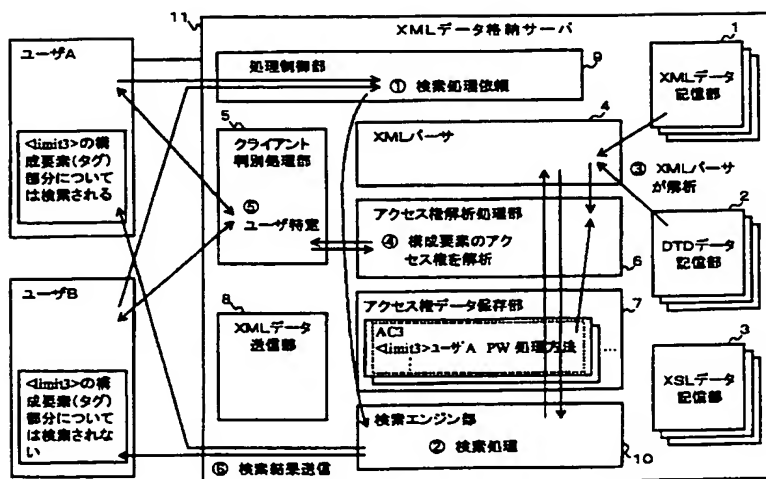 11
XMLデータ格納サーバ
ユーザA
<limit3>の構
成要素(タグ)
部分について
は検索される
ユーザB
<limit3>の構
成要素(タグ)
部分について
は検索されな
い
処理制御部
9
① 検索処理依頼
5
クライアント
判別処理部
⑤
ユーザ特定
4
XMLパーサ
アクセス権解析処理部
④ 構成要素のアク
セス権を解析
6
8
XMLデータ
送信部
アクセス権データ保存部
7
AC3
<limit3>ユーザA PW 処理方法
⋮
…
検索エンジン部
② 検索処理
10
⑥ 検索結果送信
1
XMLデータ
記憶部
③ XMLパーサ
が解析
2
DTDデータ
記憶部
3
XSLデータ
記憶部